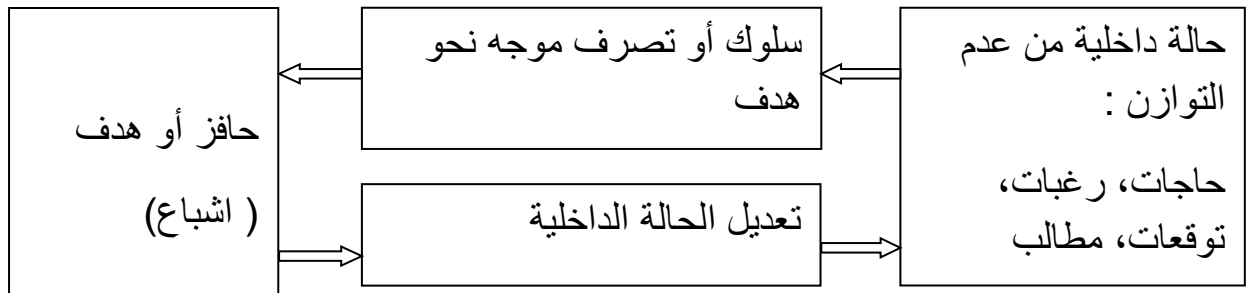 حالة داخلية من عدم
التوازن :
حاجات، رغبات،
توقعات، مطالب
سلوك أو تصرف موجه نحو
هدف
حافز أو هدف
( اشباع)
تعديل الحالة الداخلية